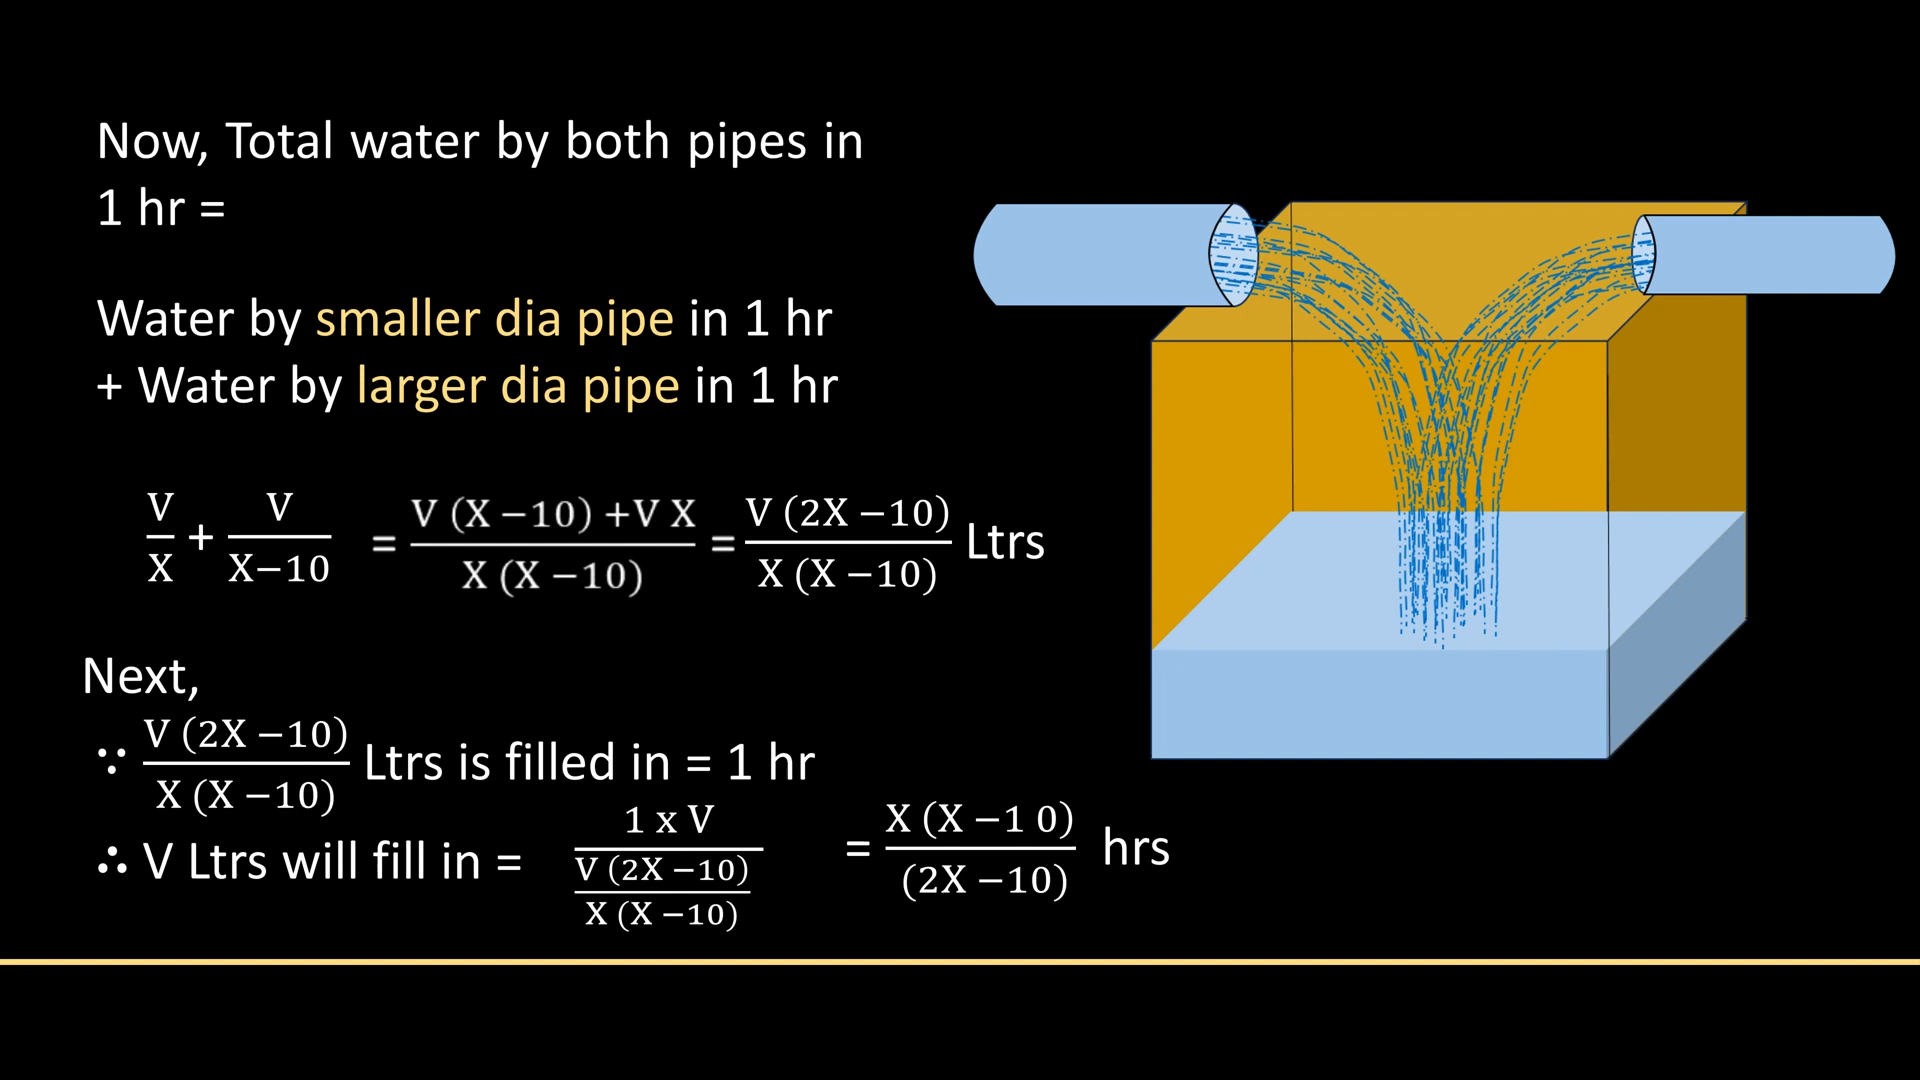 Now, Total water by both pipes in
1 hr =
Water by smaller dia pipe in 1 hr
+ Water by larger dia pipe in 1 hr
V/X + V/(X−10) = (V (X −10) +V X)/(X (X −10)) = (V (2X −10))/(X (X −10)) Ltrs
Next,
∵ (V (2X −10))/(X (X −10)) Ltrs is filled in = 1 hr
∴ V Ltrs will fill in = (1 x V)/((V (2X −10))/(X (X −10))) = (X (X −1 0))/((2X −10)) hrs